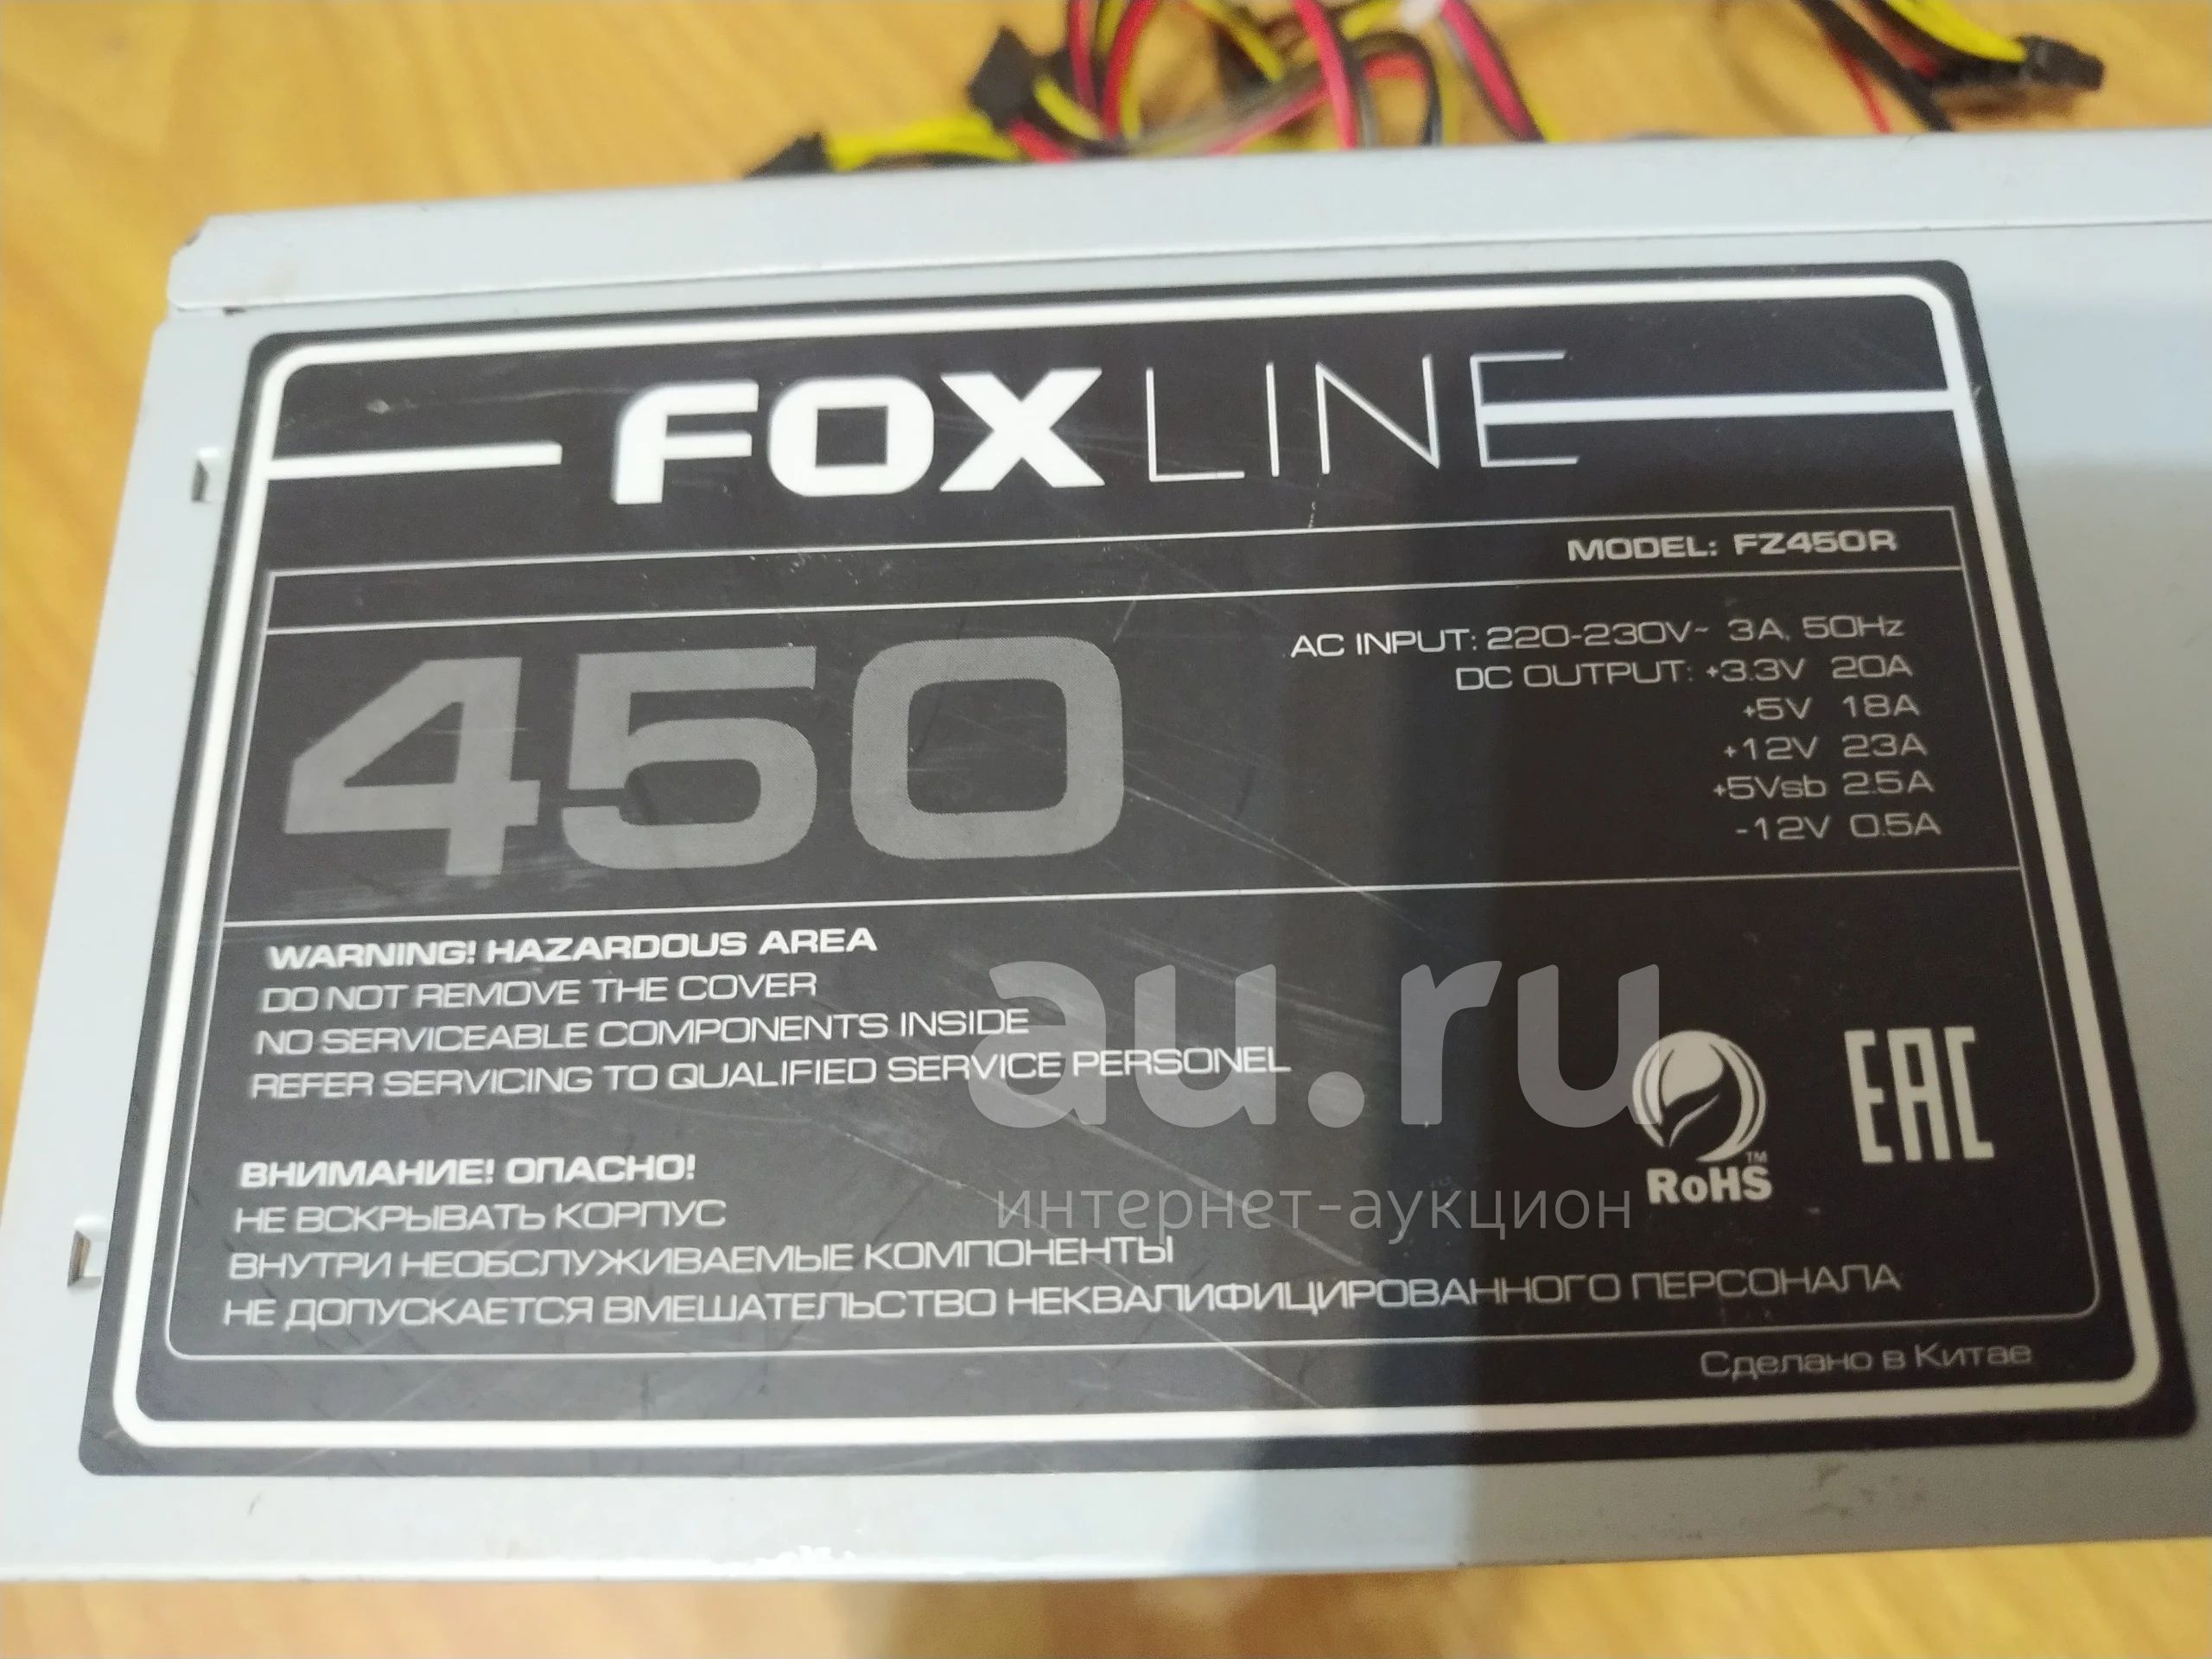 FOXLINE
MODEL: FZ450R
450
AC INPUT: 220-230V~ 3A, 50Hz
DC OUTPUT: +3.3V 20A
+5V 18A
+12V 23A
+5Vsb 2.5A
-12V 0.5A
WARNING! HAZARDOUS AREA
DO NOT REMOVE THE COVER
NO SERVICEABLE COMPONENTS INSIDE
REFER SERVICING TO QUALIFIED SERVICE PERSONEL
au.ru
интернет-аукцион
TM
RoHS
EAC
ВНИМАНИЕ! ОПАСНО!
НЕ ВСКРЫВАТЬ КОРПУС
ВНУТРИ НЕОБСЛУЖИВАЕМЫЕ КОМПОНЕНТЫ
НЕ ДОПУСКАЕТСЯ ВМЕШАТЕЛЬСТВО НЕКВАЛИФИЦИРОВАННОГО ПЕРСОНАЛА
Сделано в Китае